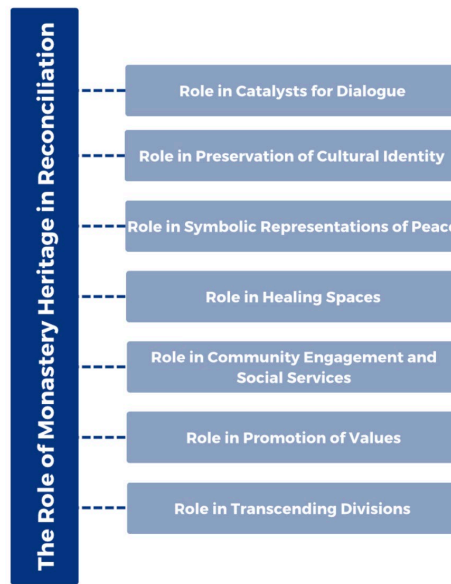 The Role of Monastery Heritage in Reconciliation
Role in Catalysts for Dialogue
Role in Preservation of Cultural Identity
Role in Symbolic Representations of Peace
Role in Healing Spaces
Role in Community Engagement and
Social Services
Role in Promotion of Values
Role in Transcending Divisions